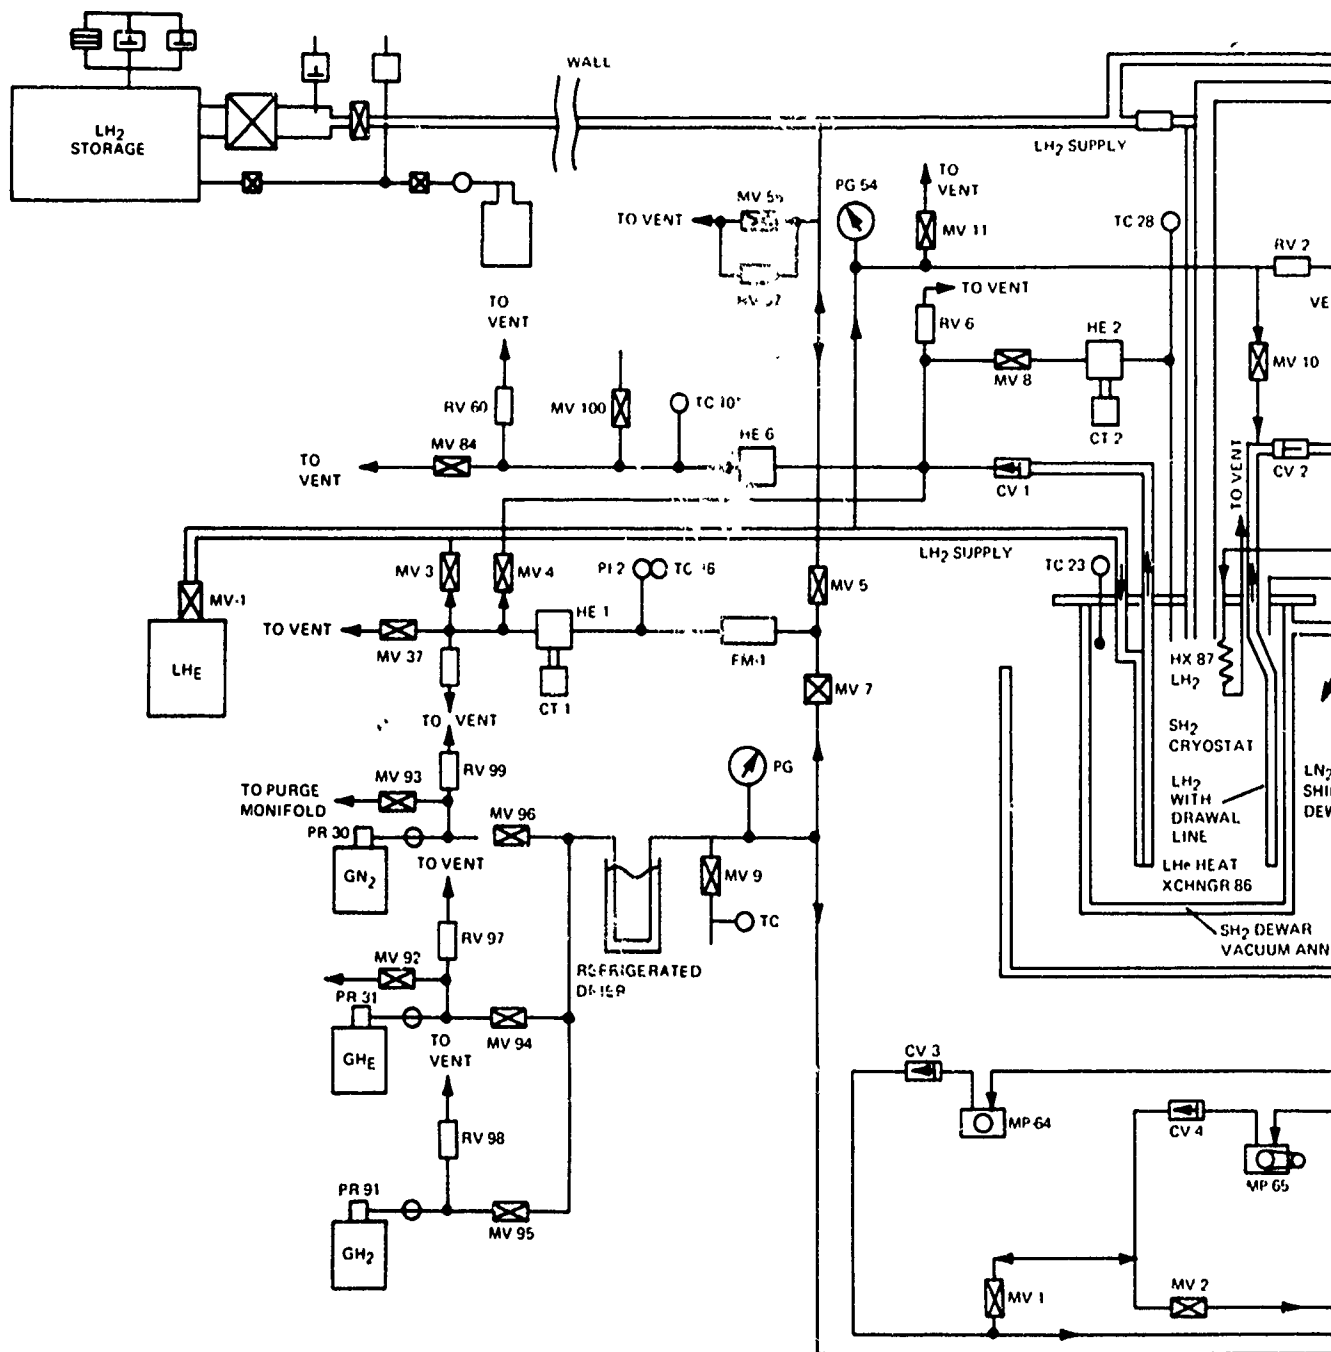 WALL
LH2
STORAGE
LH2 SUPPLY
TO
VENT
PG 54
MV 11
TO VENT
TC 28
RV 2
TO
VENT
TO VENT
VE
RV 6
HE 2
MV 8
MV 10
RV 60
MV 100
CT 2
MV 84
HE 6
TO
VENT
CV 1
TO VENT
CV 2
LH2 SUPPLY
MV 3
MV 4
TC 23
MV-1
MV 5
HE 1
TO VENT
MV 37
LHE
FM-1
CT 1
MV 7
HX 87
LH2
TO VENT
SH2
CRYOSTAT
RV 99
PG
MV 93
TO PURGE
MONIFOLD
LH2
WITH
DRAWAL
LINE
LN2
SHI
DEW
MV 96
PR 30
TO VENT
GN2
MV 9
LHe HEAT
XCHNGR 86
TC
RV 97
SH2 DEWAR
VACUUM ANN
MV 92
REFRIGERATED
PR 31
TO
VENT
MV 94
GHE
CV 3
MP 64
CV 4
RV 98
MP 65
PR 91
MV 95
GH2
MV 1
MV 2